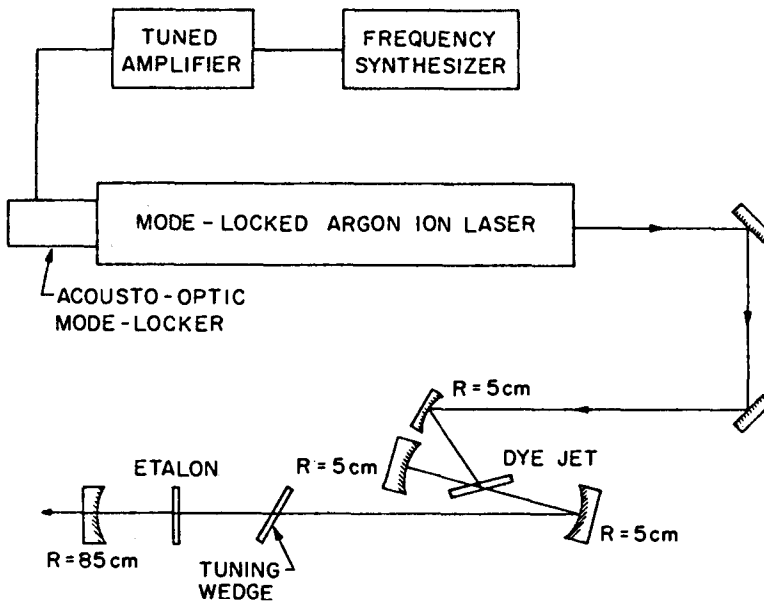 TUNED
AMPLIFIER
FREQUENCY
SYNTHESIZER
MODE-LOCKED ARGON ION LASER
ACOUSTO-OPTIC
MODE-LOCKER
R=5cm
DYE JET
R=5cm
ETALON
R=5cm
R=85cm
TUNING
WEDGE